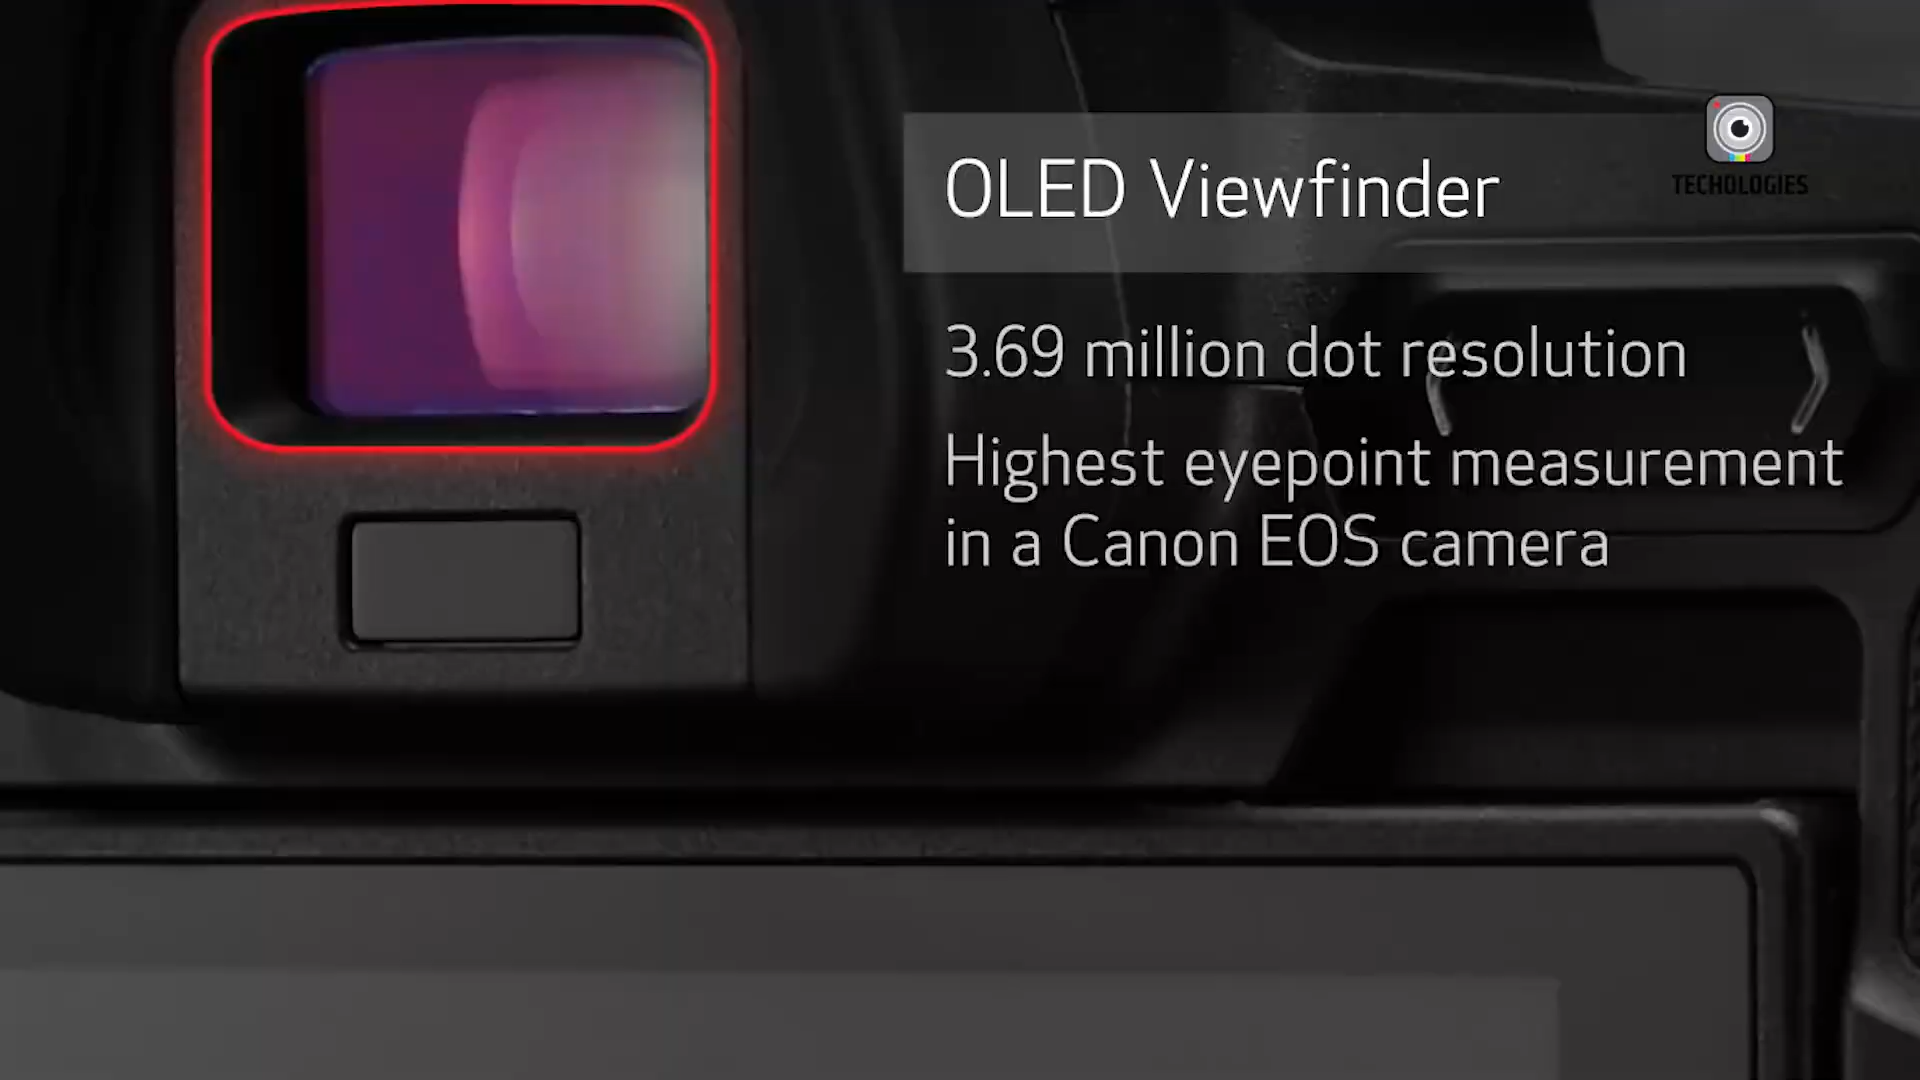 OLED Viewfinder
TECHOLOGIES
3.69 million dot resolution
Highest eyepoint measurement
in a Canon EOS camera